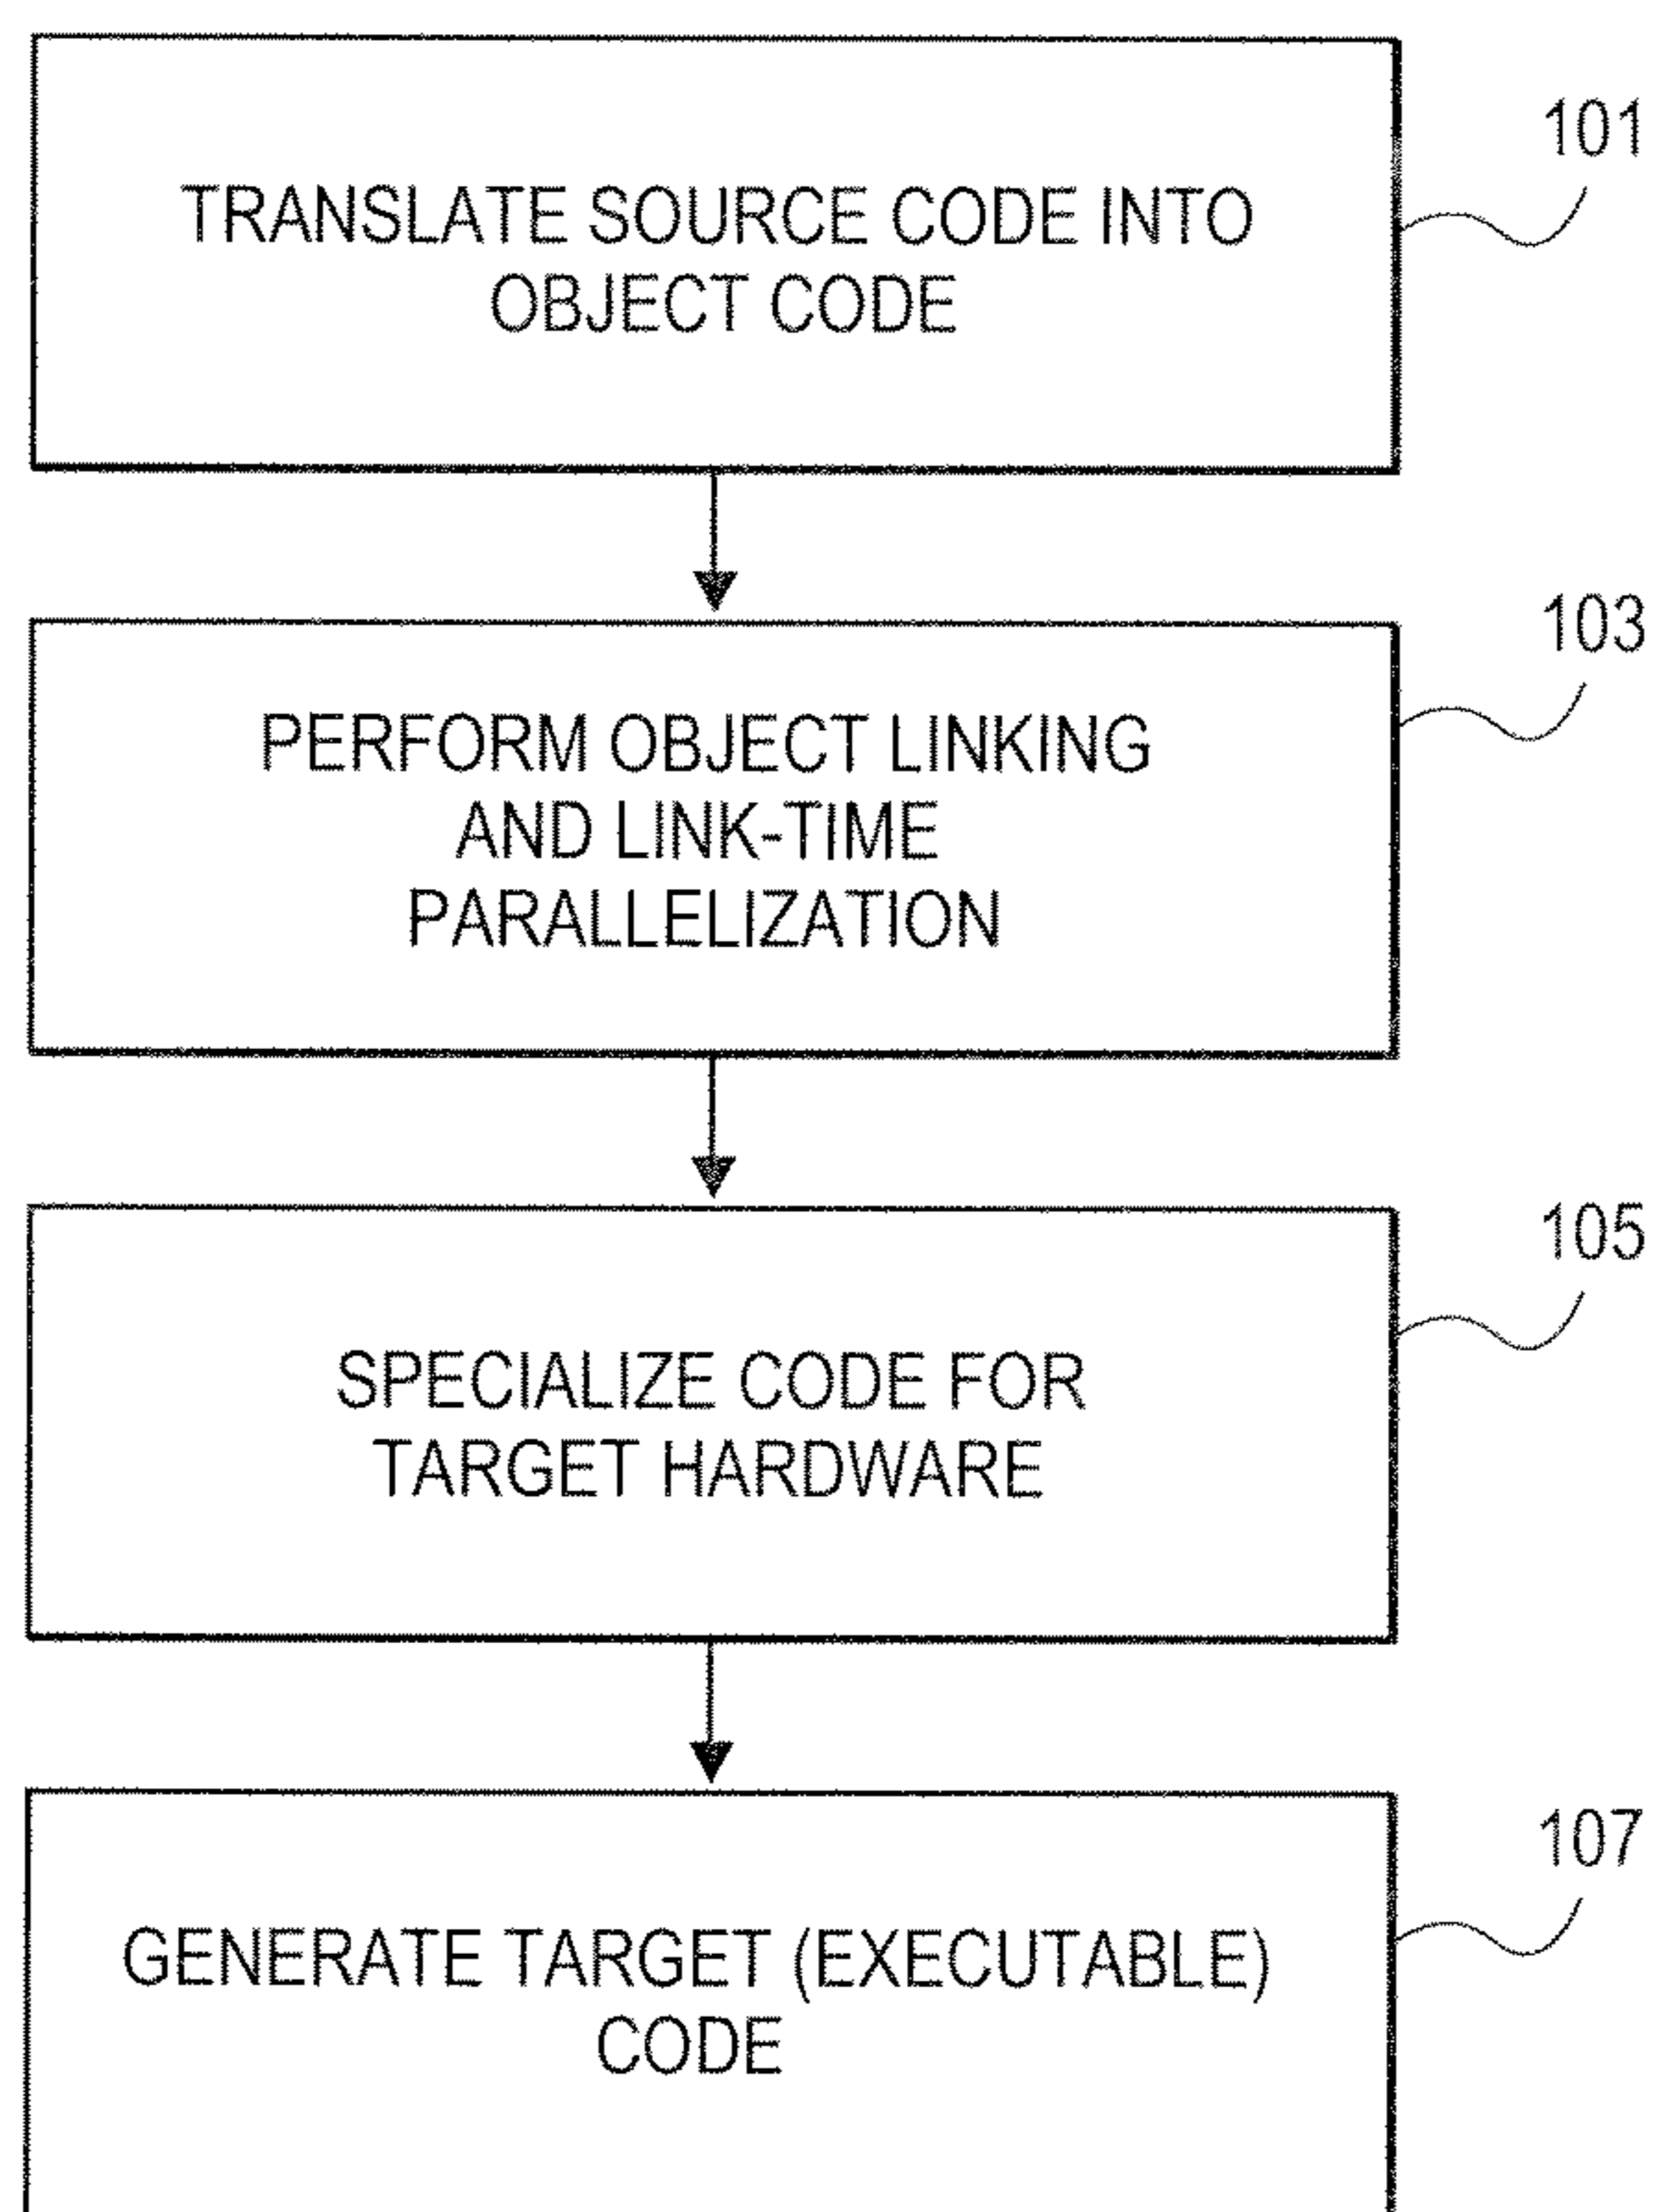 TRANSLATE SOURCE CODE INTO
OBJECT CODE
101
PERFORM OBJECT LINKING
AND LINK-TIME
PARALLELIZATION
103
SPECIALIZE CODE FOR
TARGET HARDWARE
105
GENERATE TARGET (EXECUTABLE)
CODE
107